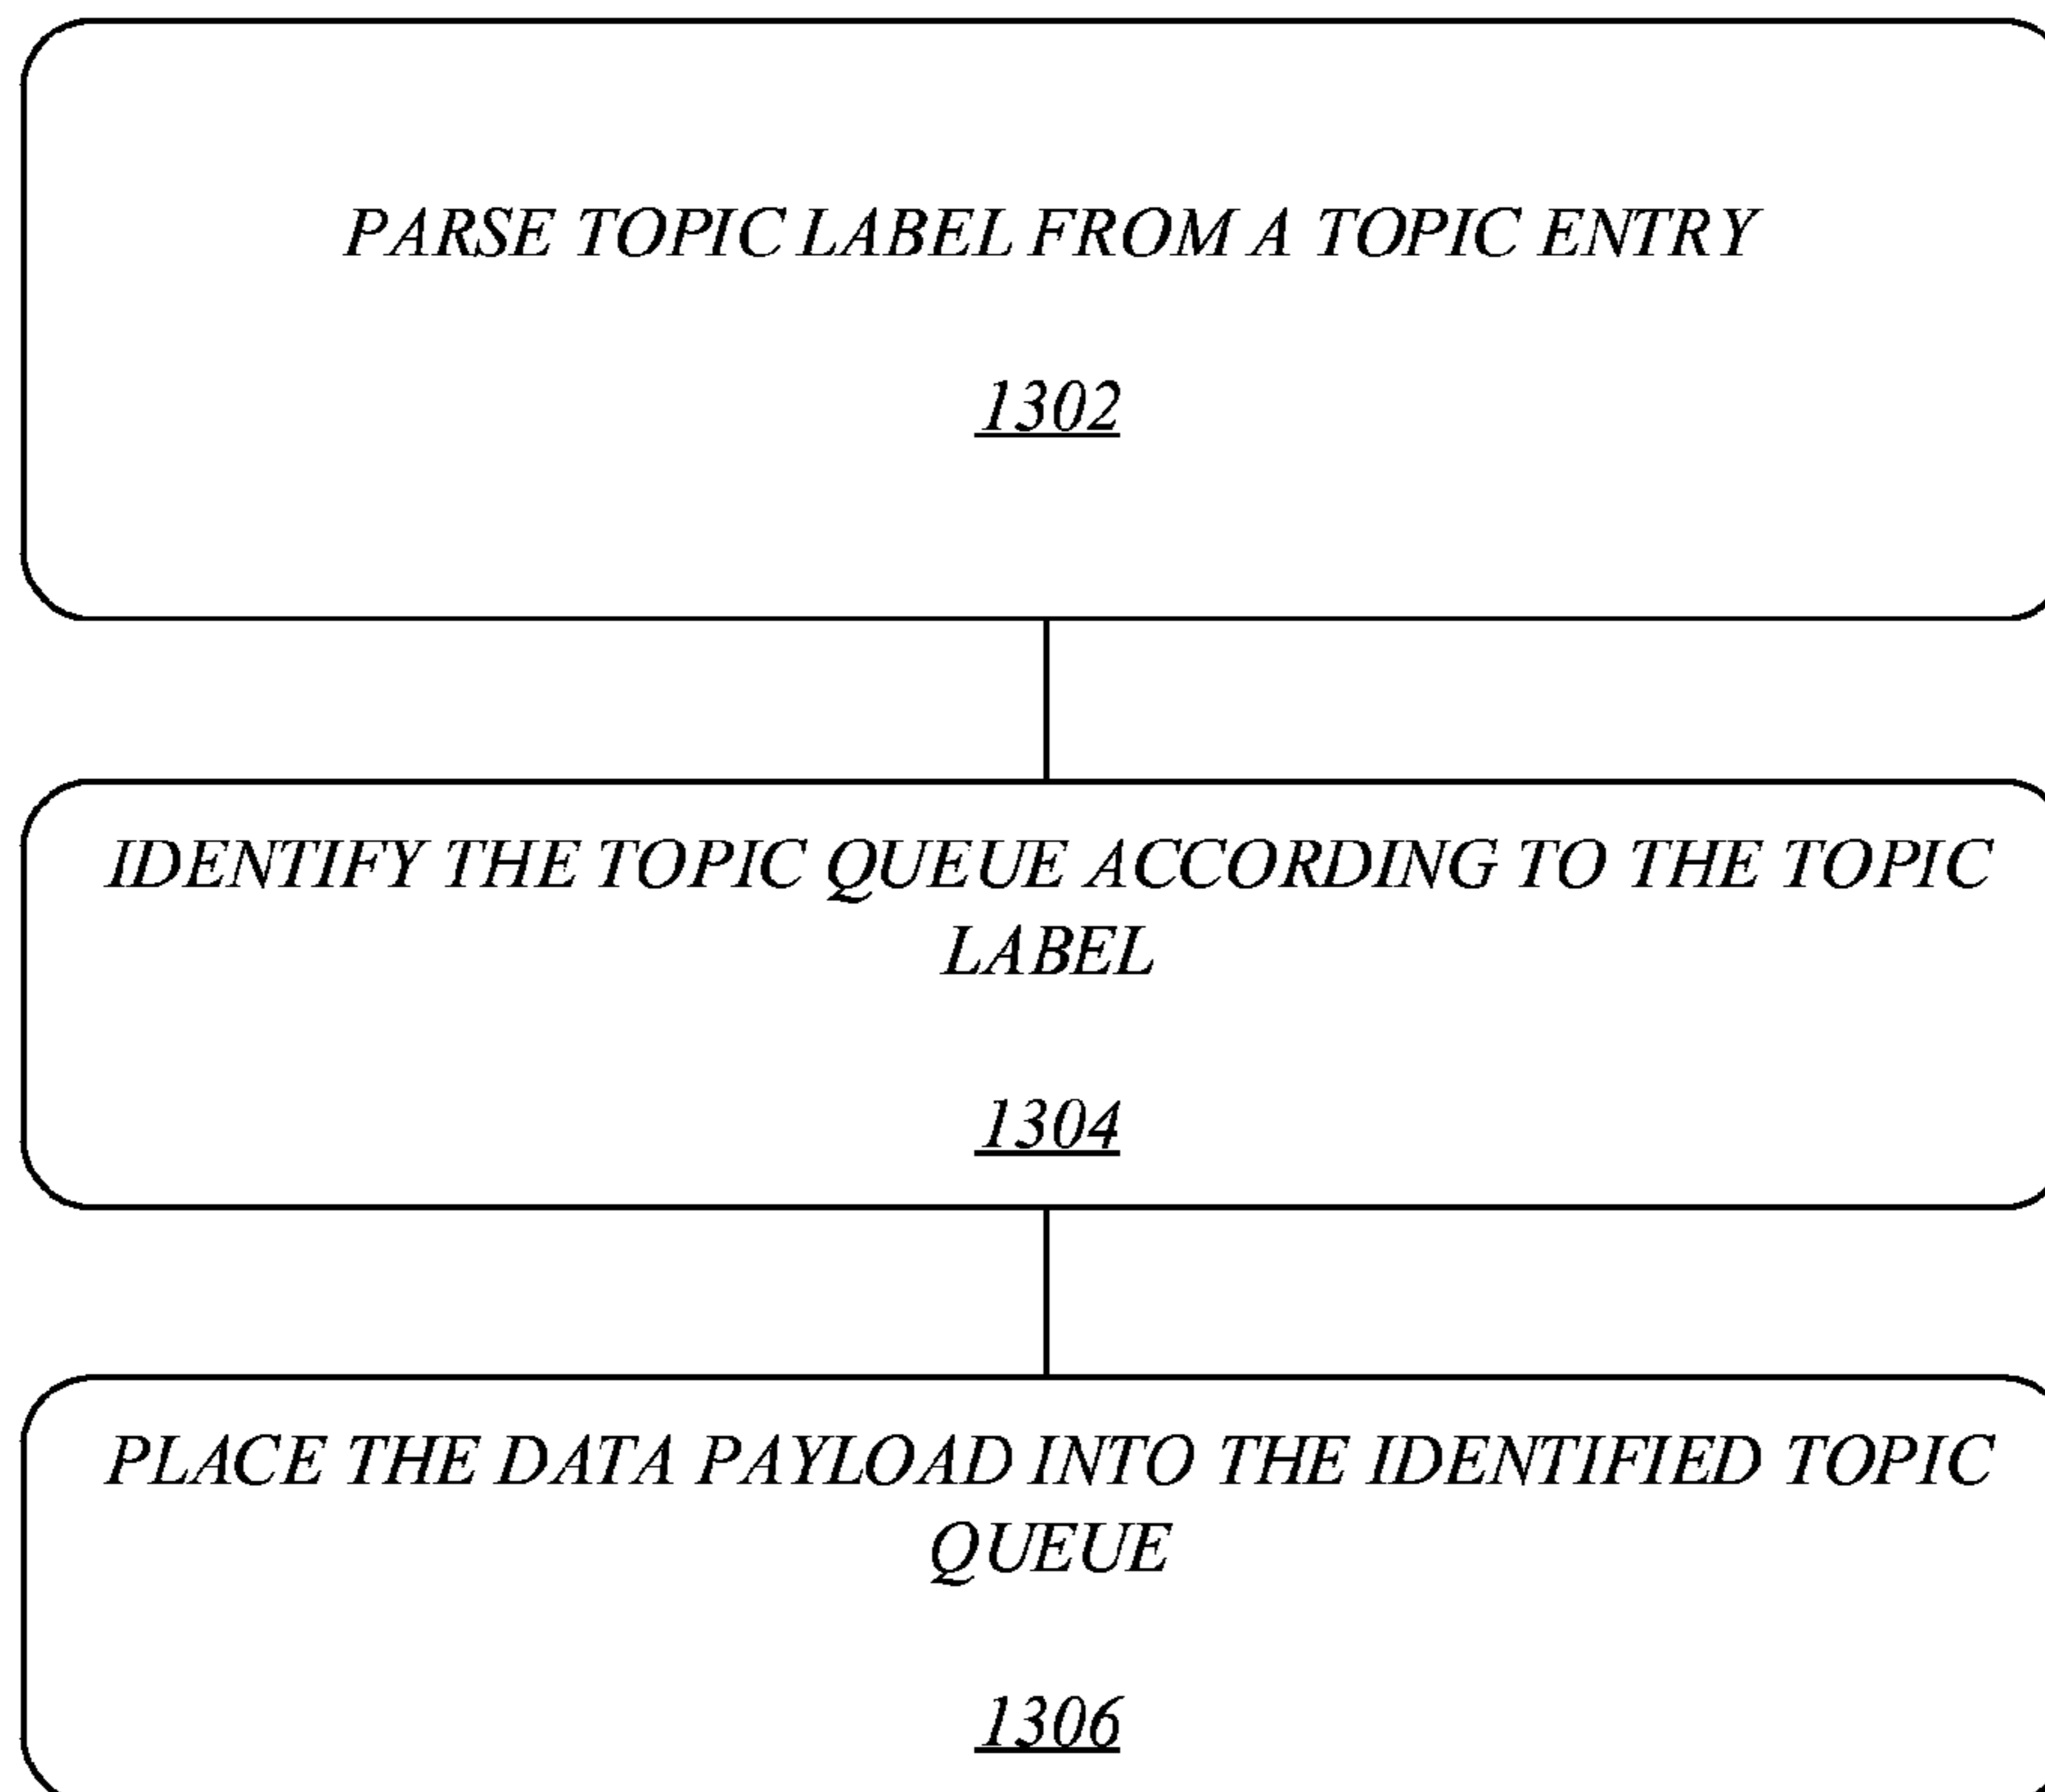 PARSE TOPIC LABEL FROM A TOPIC ENTRY
1302
IDENTIFY THE TOPIC QUEUE ACCORDING TO THE TOPIC
LABEL
1304
PLACE THE DATA PAYLOAD INTO THE IDENTIFIED TOPIC
QUEUE
1306